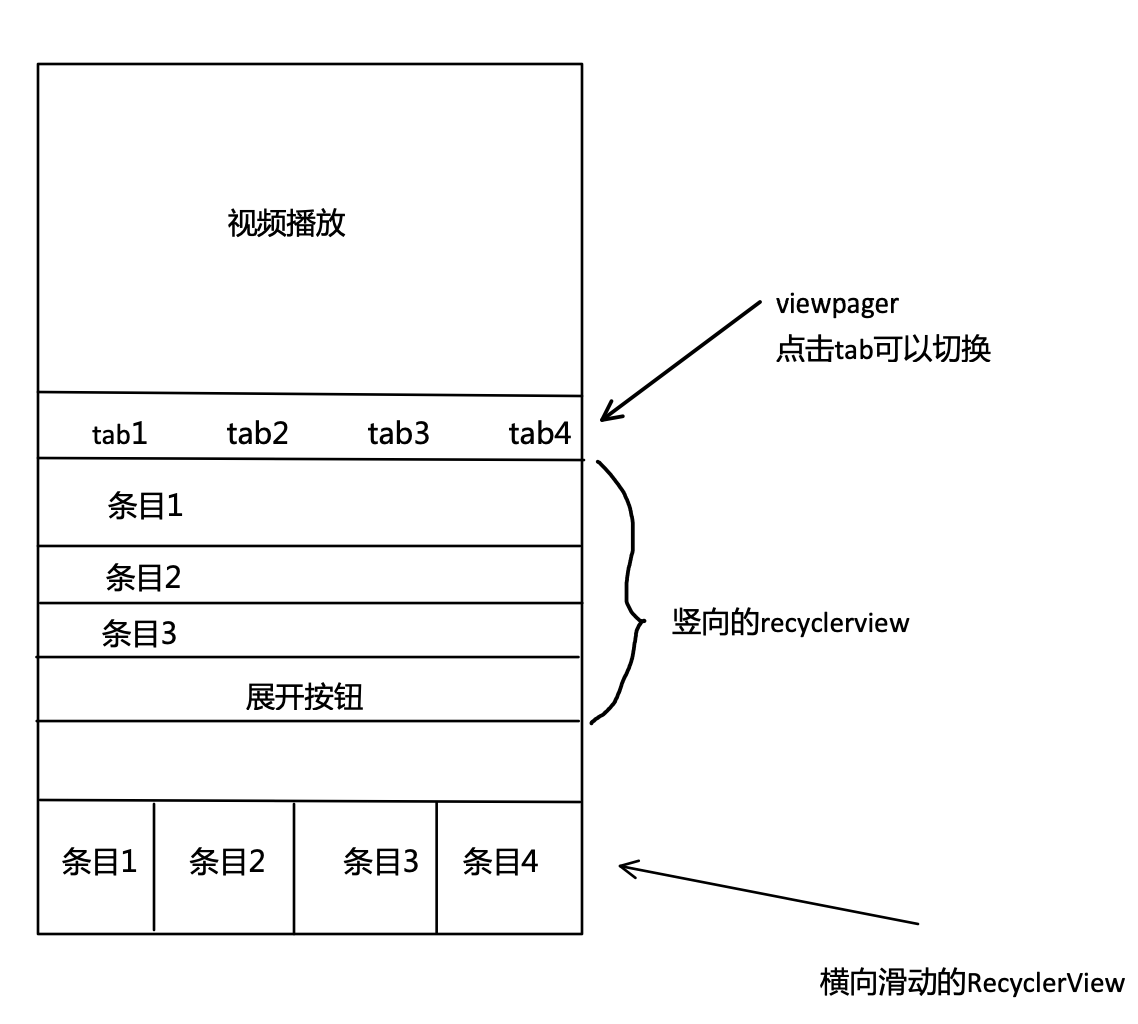 视频播放
viewpager
点击tab可以切换
tab1 tab2 tab3 tab4
条目1
条目2
条目3
竖向的recyclerview
展开按钮
条目1 条目2 条目3 条目4
横向滑动的RecyclerView